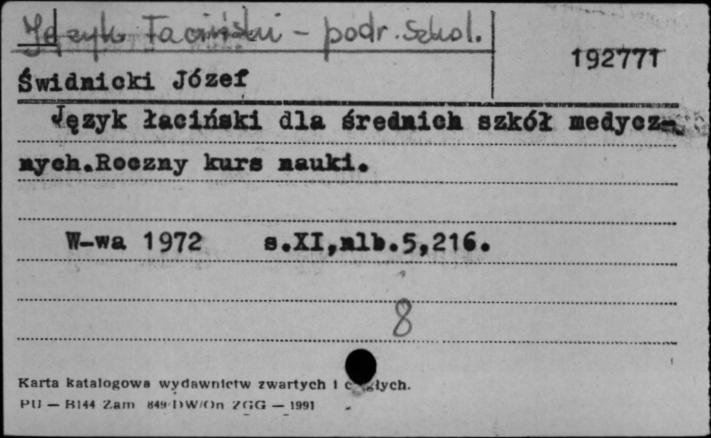 Język Łaciński - podr. szkol.
192771
Świdnicki Józef
Język łaciński dla średnich szkół medycz-
nych.Roczny kurs nauki.
W-wa 1972 s.XI,nlb.5,216.
8
Karta katalogowa wydawnictw zwartych i ciągłych.
PU — B144 Zam 849/DW/On ZGG — 1991